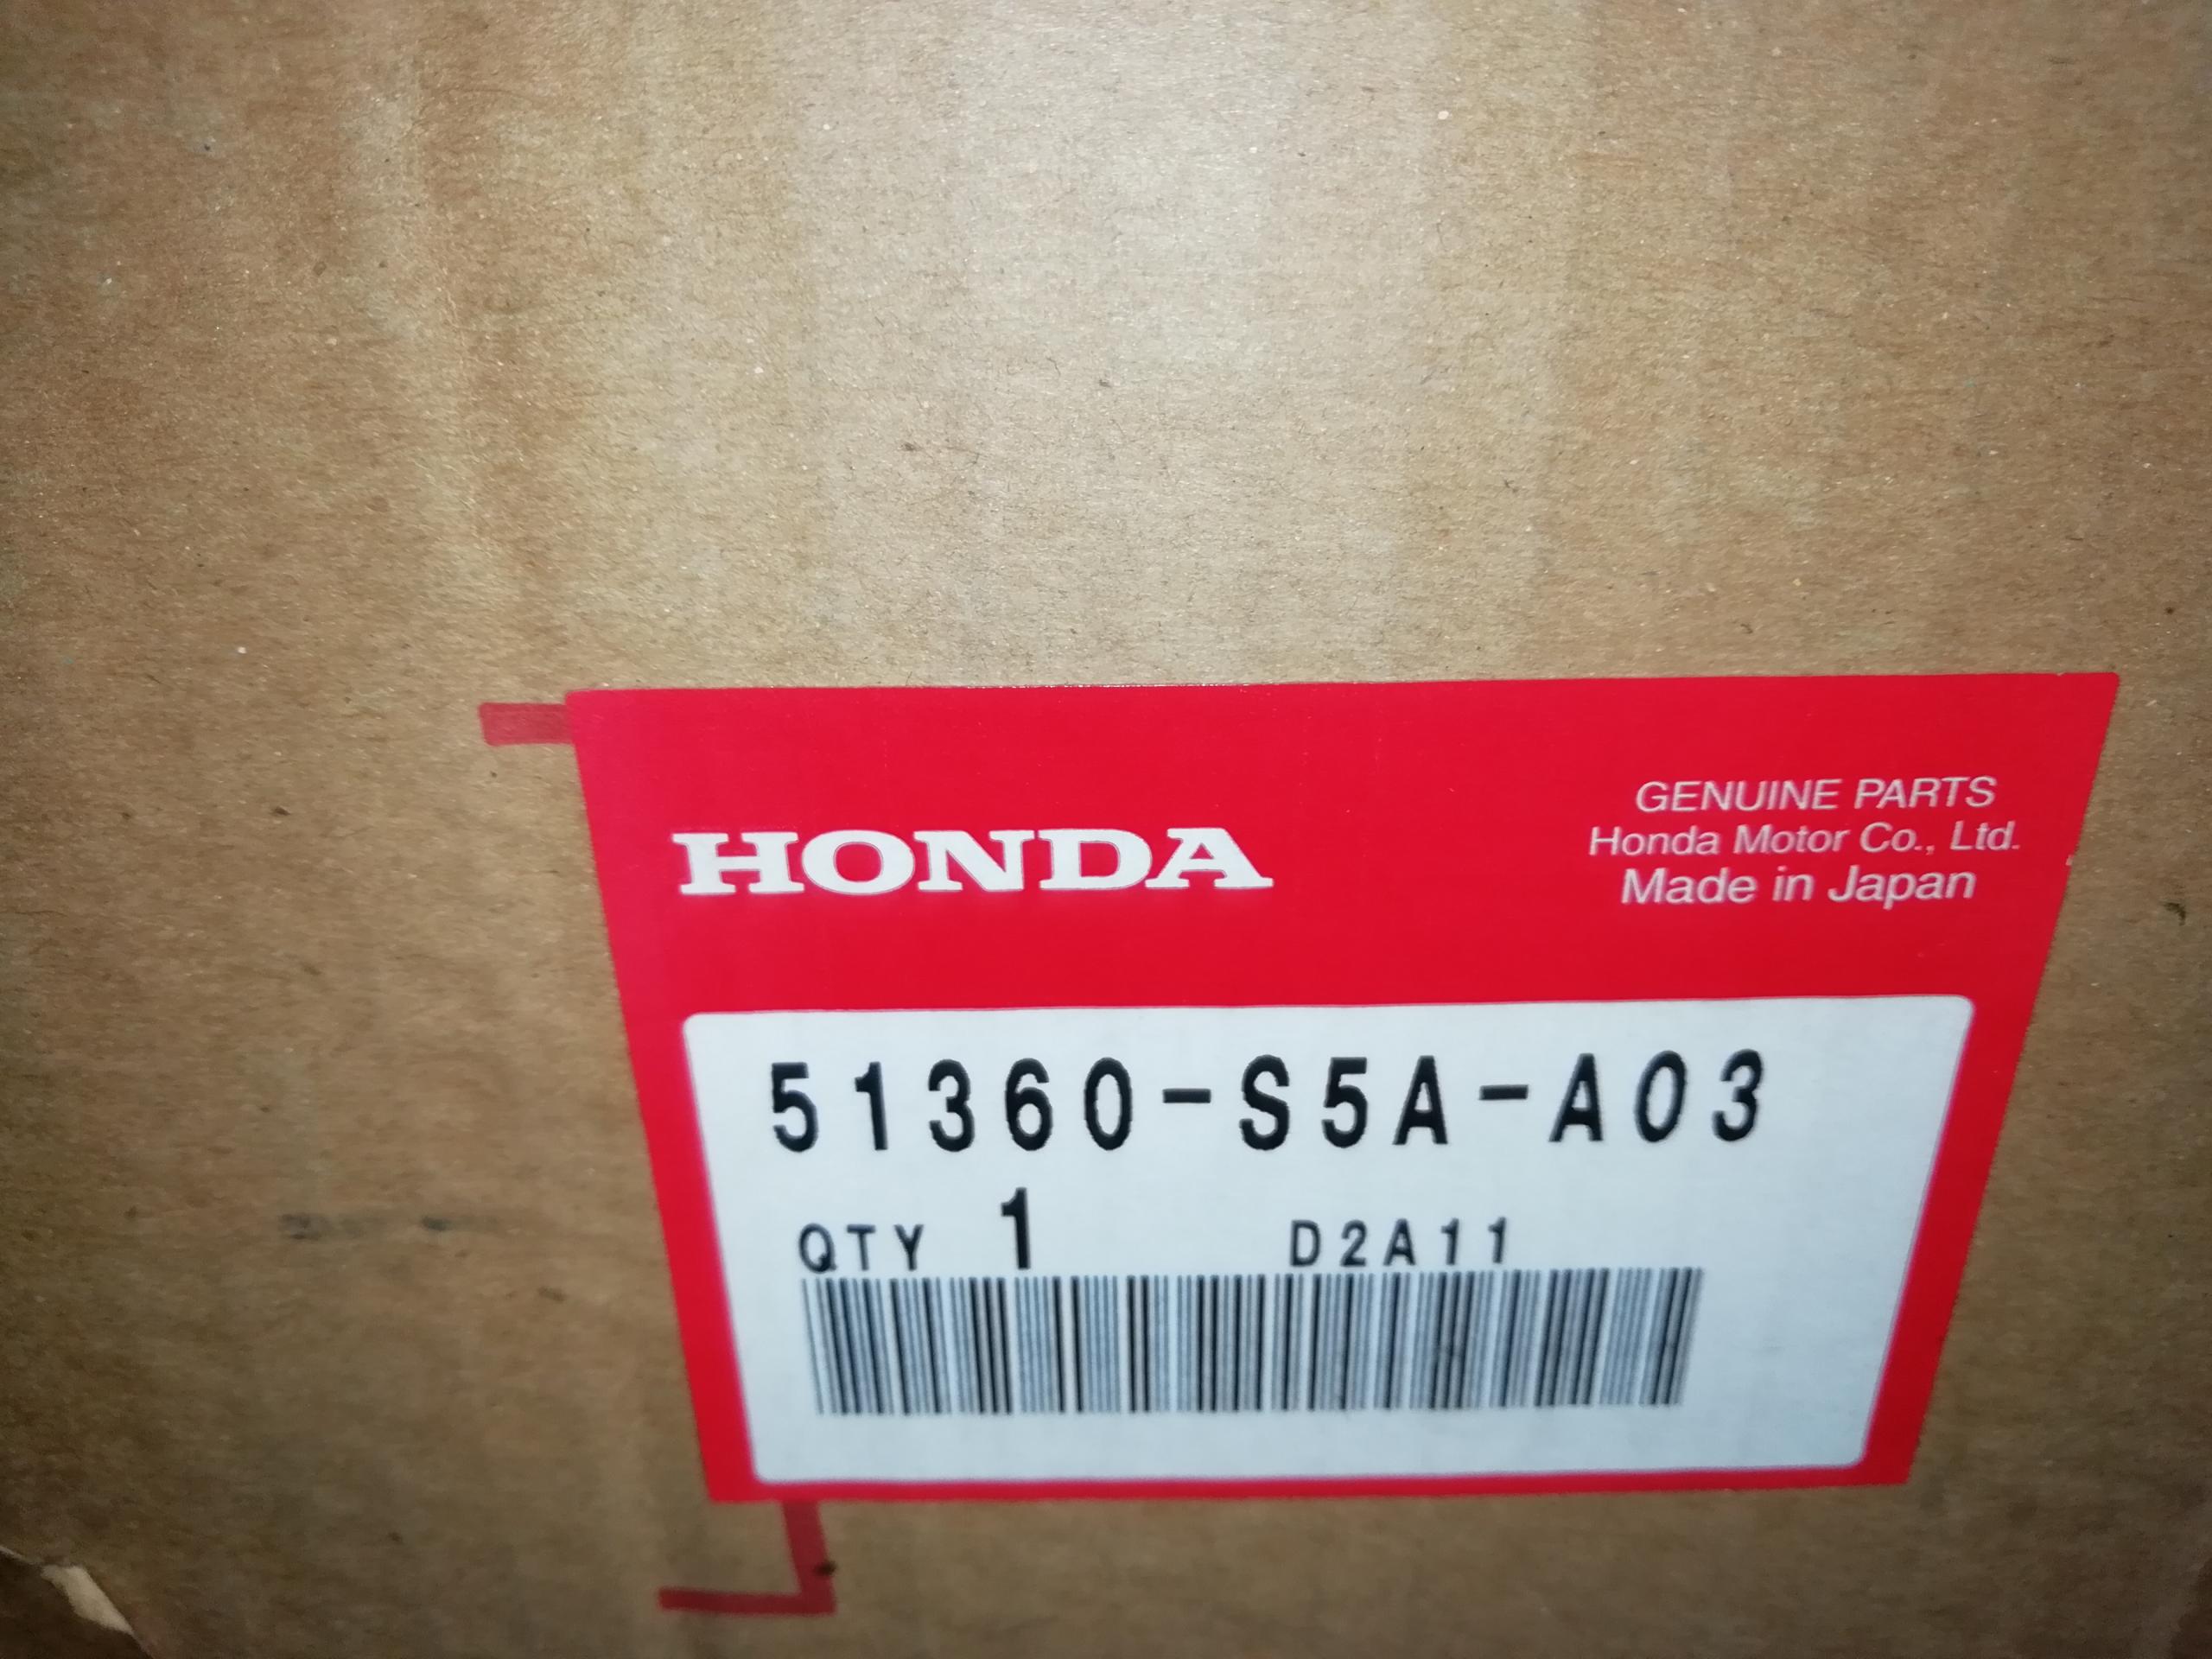 HONDA
GENUINE PARTS
Honda Motor Co., Ltd.
Made in Japan
51360-S5A-A03
QTY 1 D2A11